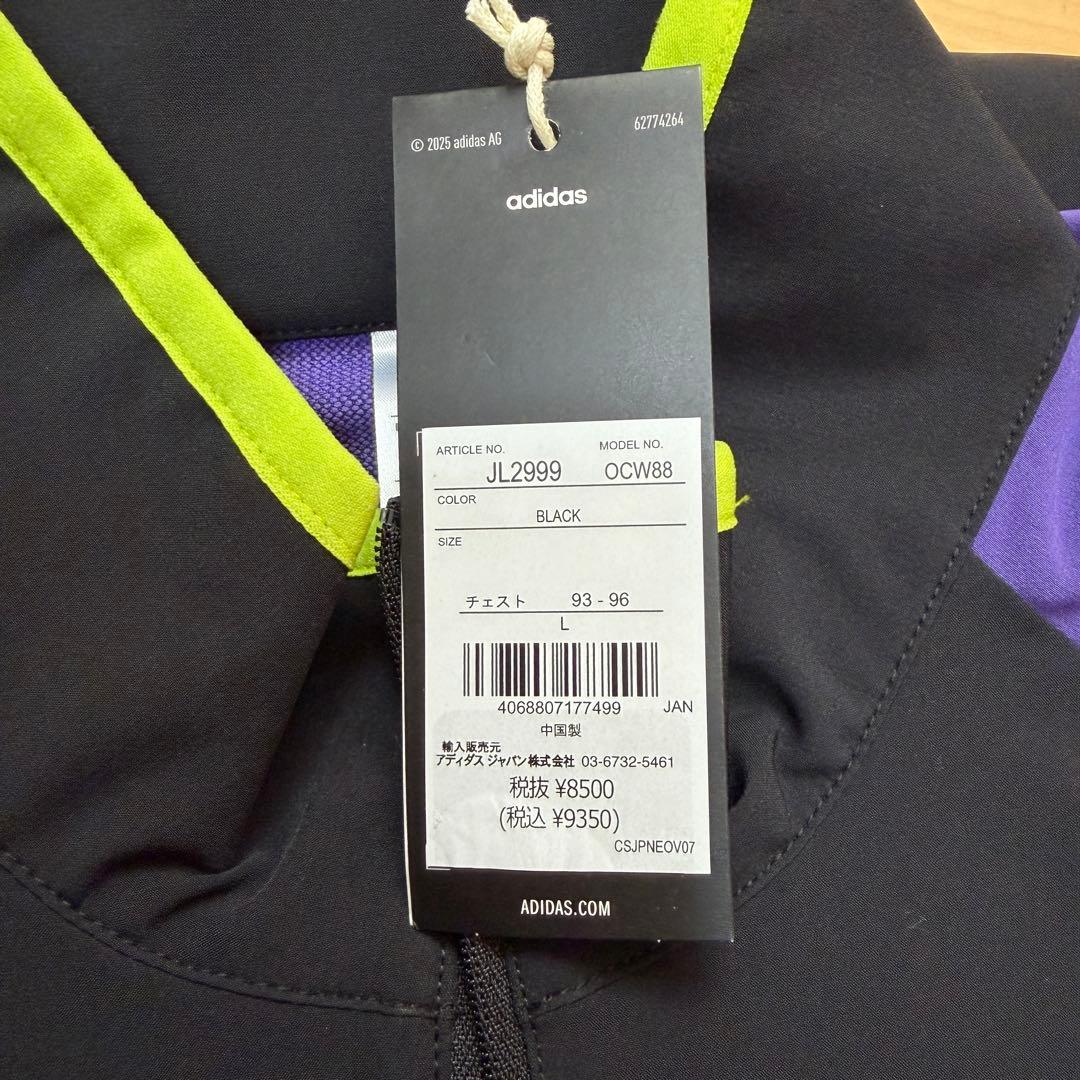 © 2025 adidas AG
62774264
adidas
ARTICLE NO. MODEL NO.
JL2999 OCW88
COLOR
BLACK
SIZE
チェスト 93 - 96
L
4068807177499 JAN
中国製
輸入販売元
アディダス ジャパン株式会社 03-6732-5461
税抜 ¥8500
(税込 ¥9350)
CSJPNEOV07
ADIDAS.COM